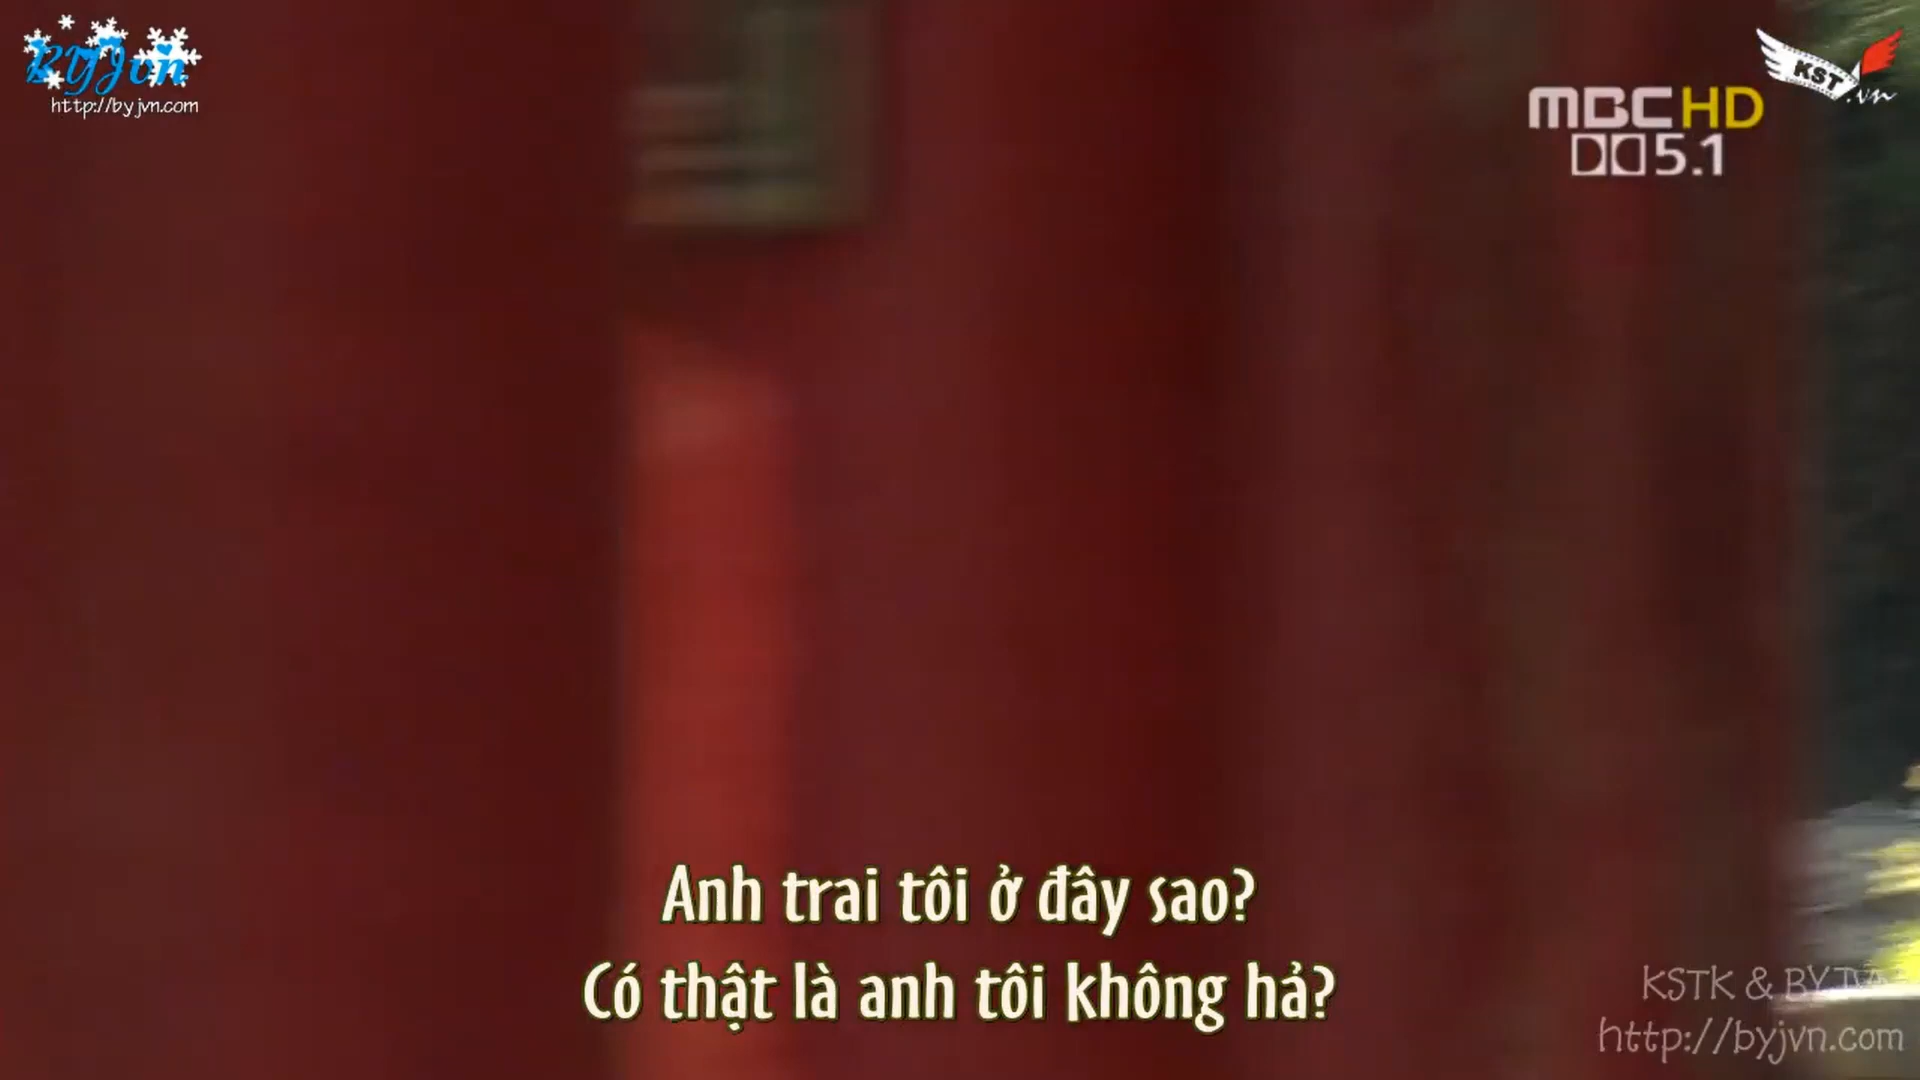 BYJvn
http://byjvn.com
KST.vn
MBC HD
5.1
Anh trai tôi ở đây sao?
Có thật là anh tôi không hả?
KSTK & BYJvn
http://byjvn.com